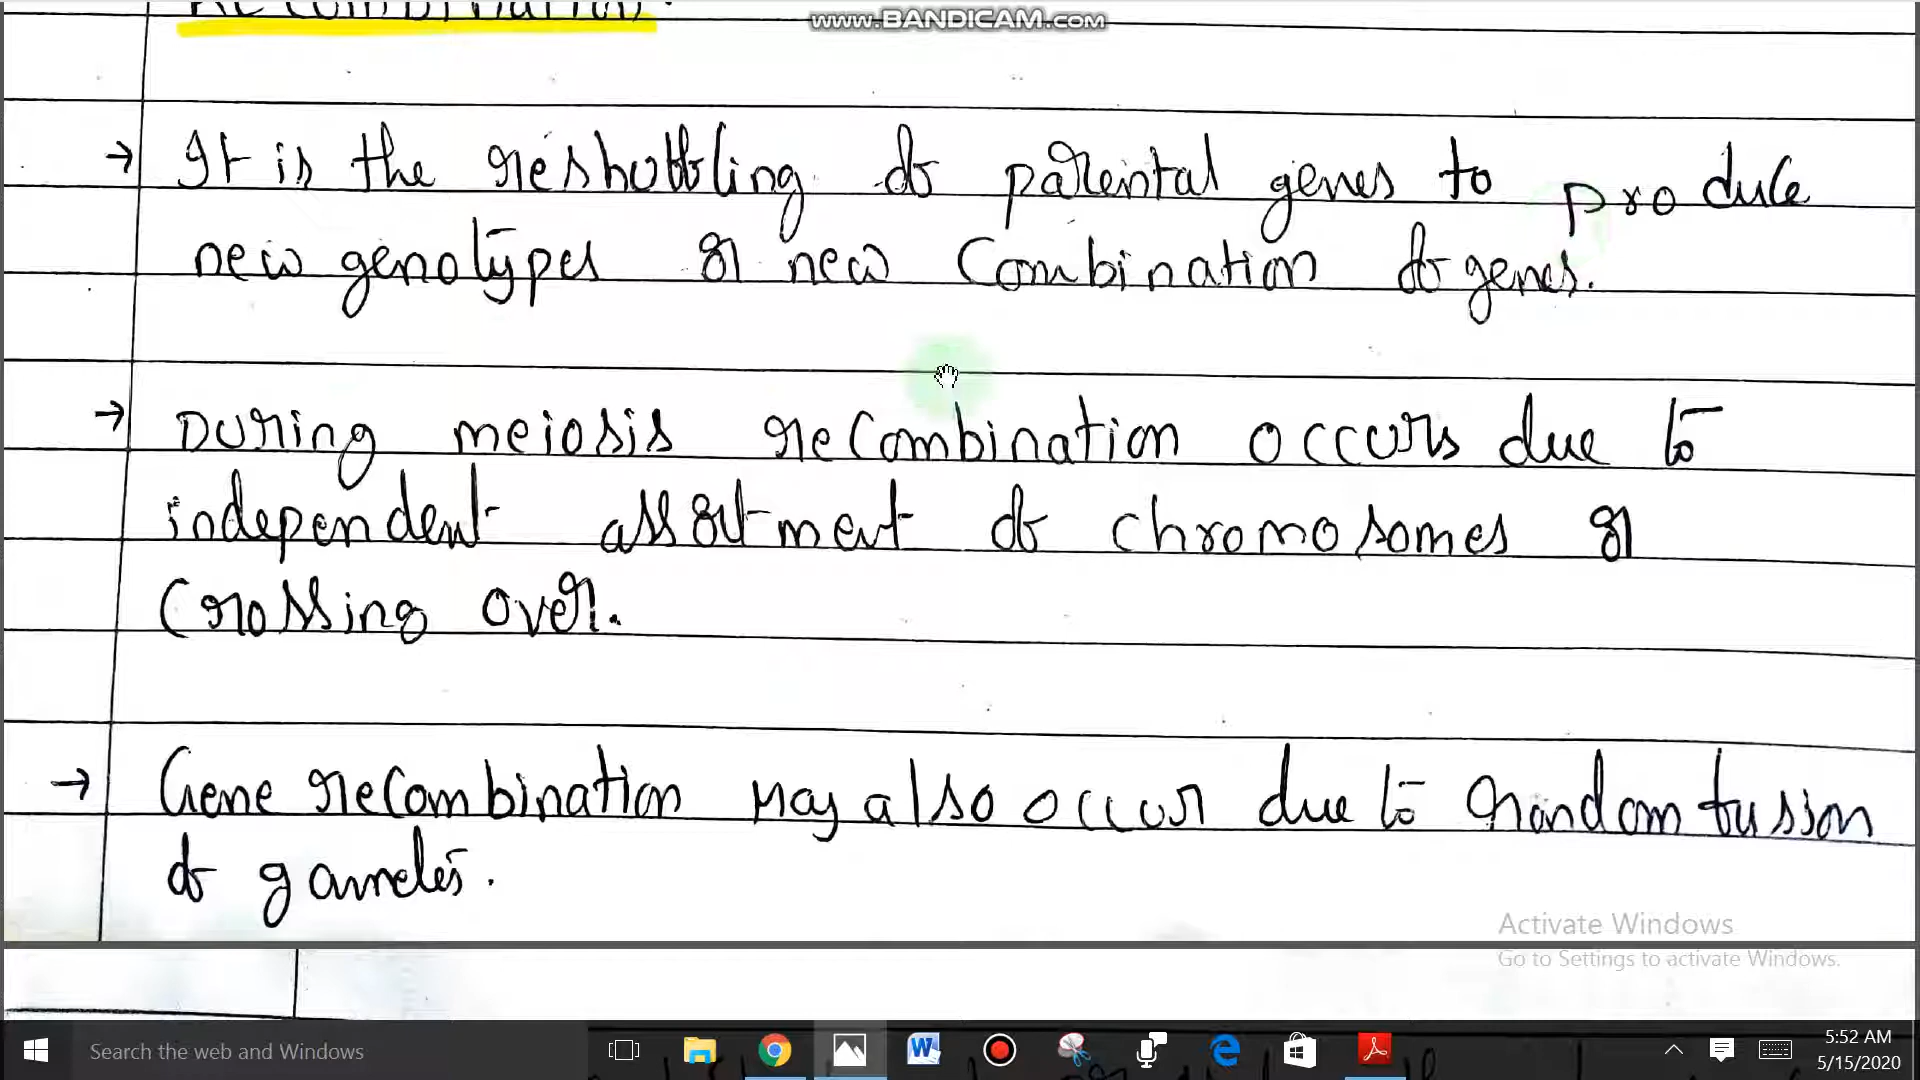 Recombination.
www.BANDICAM.com
→ It is the reshuffling of parental genes to produce
new genotypes or new combination of genes.
→ During meiosis recombination occurs due to
independent assortment of chromosomes or
crossing over.
→ Gene recombination may also occur due to random fusion
of gametes.
Activate Windows
Go to Settings to activate Windows.
Search the web and Windows
5:52 AM
5/15/2020